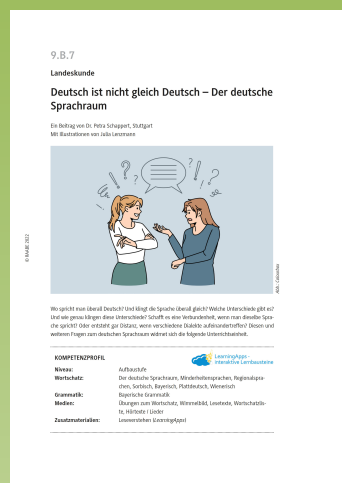 9.B.7
Landeskunde
Deutsch ist nicht gleich Deutsch – Der deutsche
Sprachraum
Ein Beitrag von Dr. Petra Schappert, Stuttgart
Mit Illustrationen von Julia Lenzmann
© RAABE 2022
Wo spricht man überall Deutsch? Und klingt die Sprache überall gleich? Welche Unterschiede gibt es?
Und wie genau klingen diese Unterschiede? Schafft es eine Verbundenheit, wenn man dieselbe Spra-
che spricht? Oder entsteht gar Distanz, wenn verschiedene Dialekte aufeinandertreffen? Diesen und
weiteren Fragen zum deutschen Sprachraum widmet sich die folgende Unterrichtseinheit.
KOMPETENZPROFIL
LearningApps -
interaktive Lernbausteine
Niveau: Aufbaustufe
Wortschatz: Der deutsche Sprachraum, Minderheitensprachen, Regionalspra-
chen, Sorbisch, Bayerisch, Plattdeutsch, Wienerisch
Grammatik: Bayerische Grammatik
Medien: Übungen zum Wortschatz, Wimmelbild, Lesetexte, Wortschatzlis-
te, Hörtexte / Lieder
Zusatzmaterialien: Leseverstehen (LearningApps)